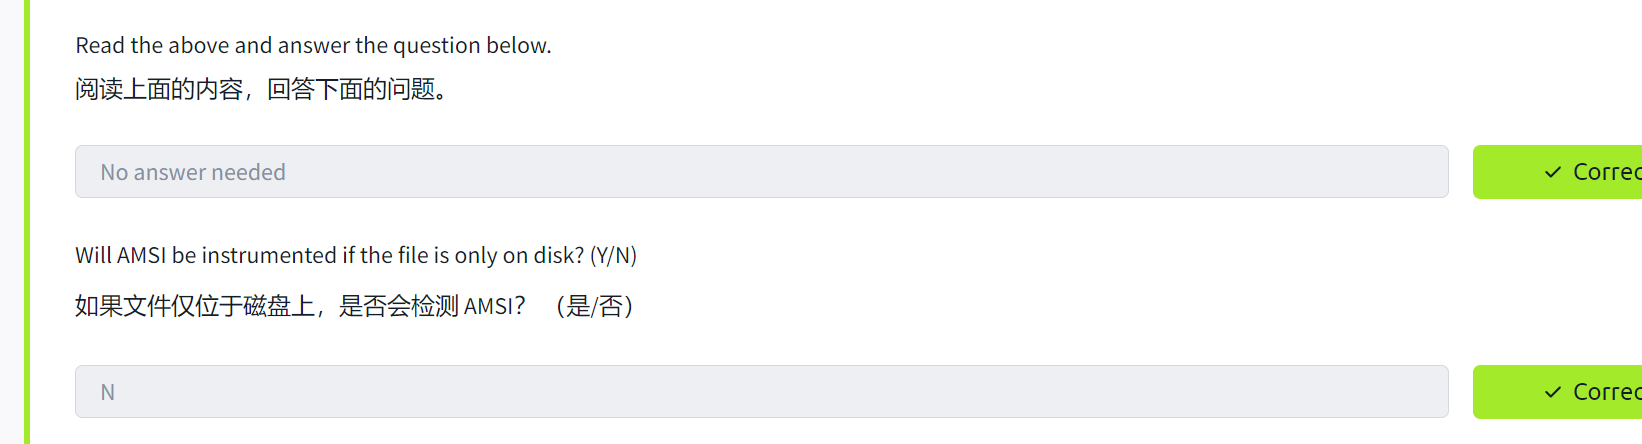 Read the above and answer the question below.
阅读上面的内容，回答下面的问题。
No answer needed
✓ Correc
Will AMSI be instrumented if the file is only on disk? (Y/N)
如果文件仅位于磁盘上，是否会检测 AMSI？ （是/否）
N
✓ Correc